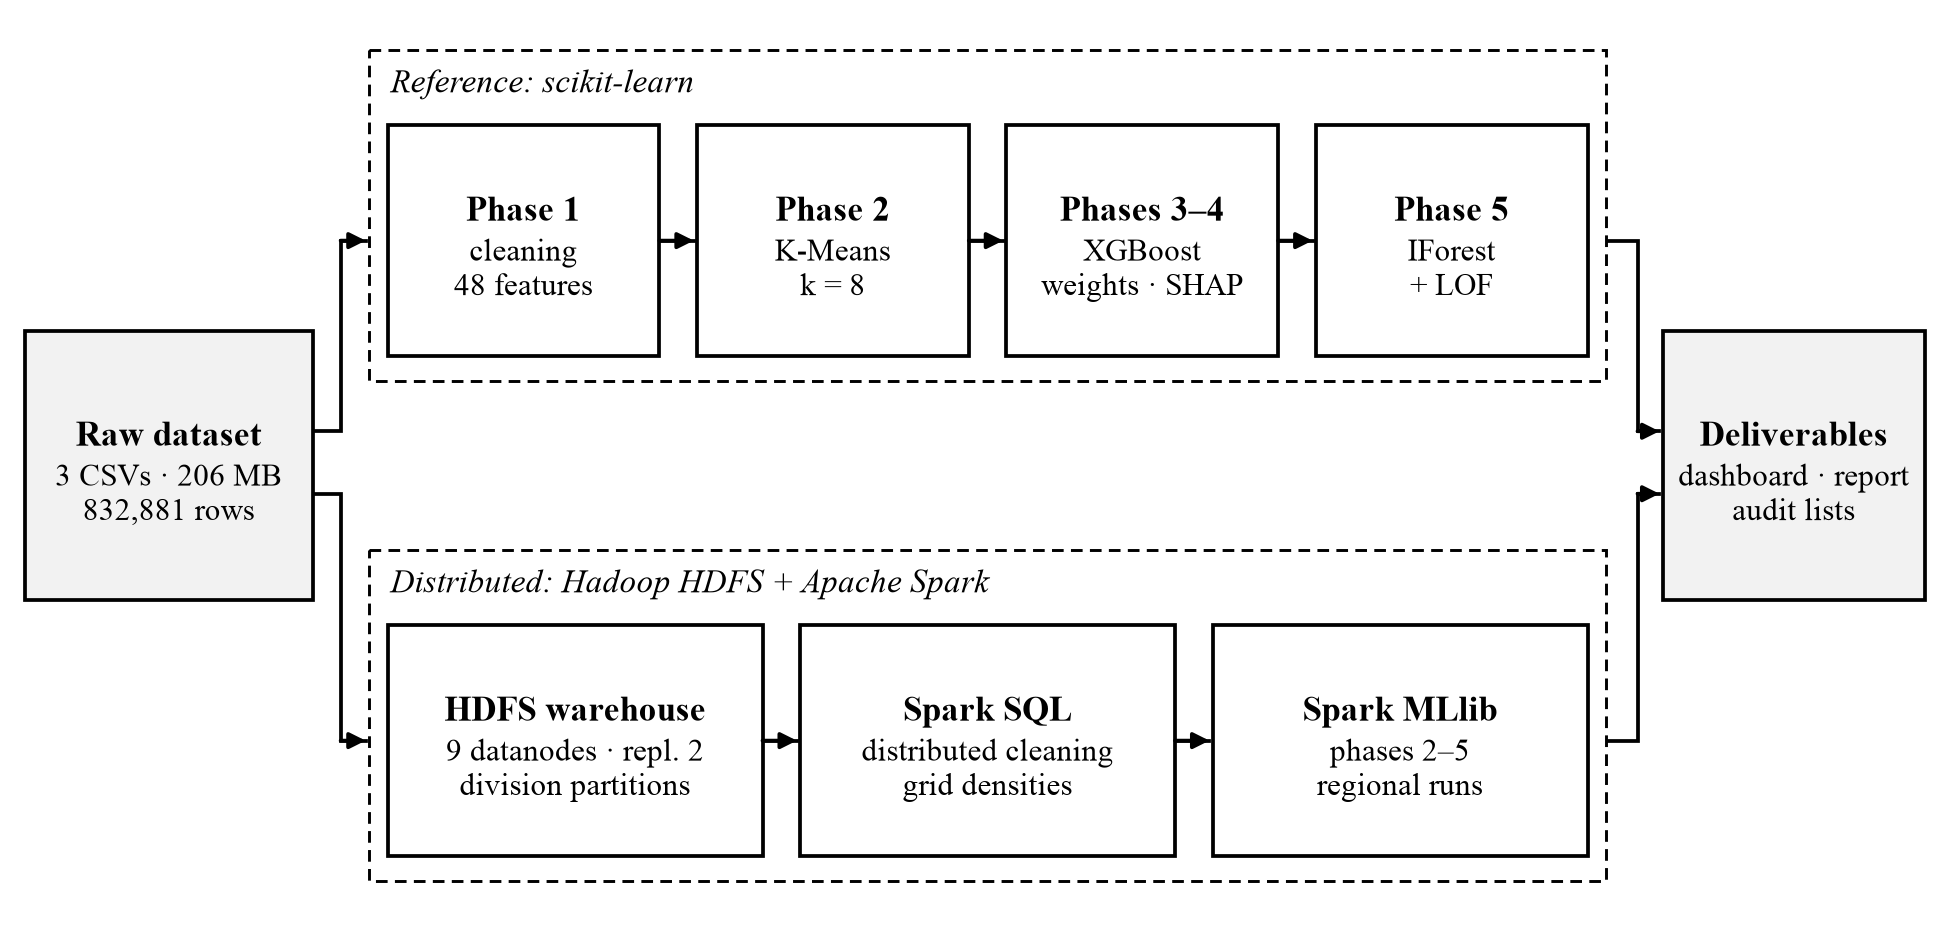 Reference: scikit-learn
Phase 1
cleaning
48 features
Phase 2
K-Means
k = 8
Phases 3–4
XGBoost
weights · SHAP
Phase 5
IForest
+ LOF
Raw dataset
3 CSVs · 206 MB
832,881 rows
Deliverables
dashboard · report
audit lists
Distributed: Hadoop HDFS + Apache Spark
HDFS warehouse
9 datanodes · repl. 2
division partitions
Spark SQL
distributed cleaning
grid densities
Spark MLlib
phases 2–5
regional runs